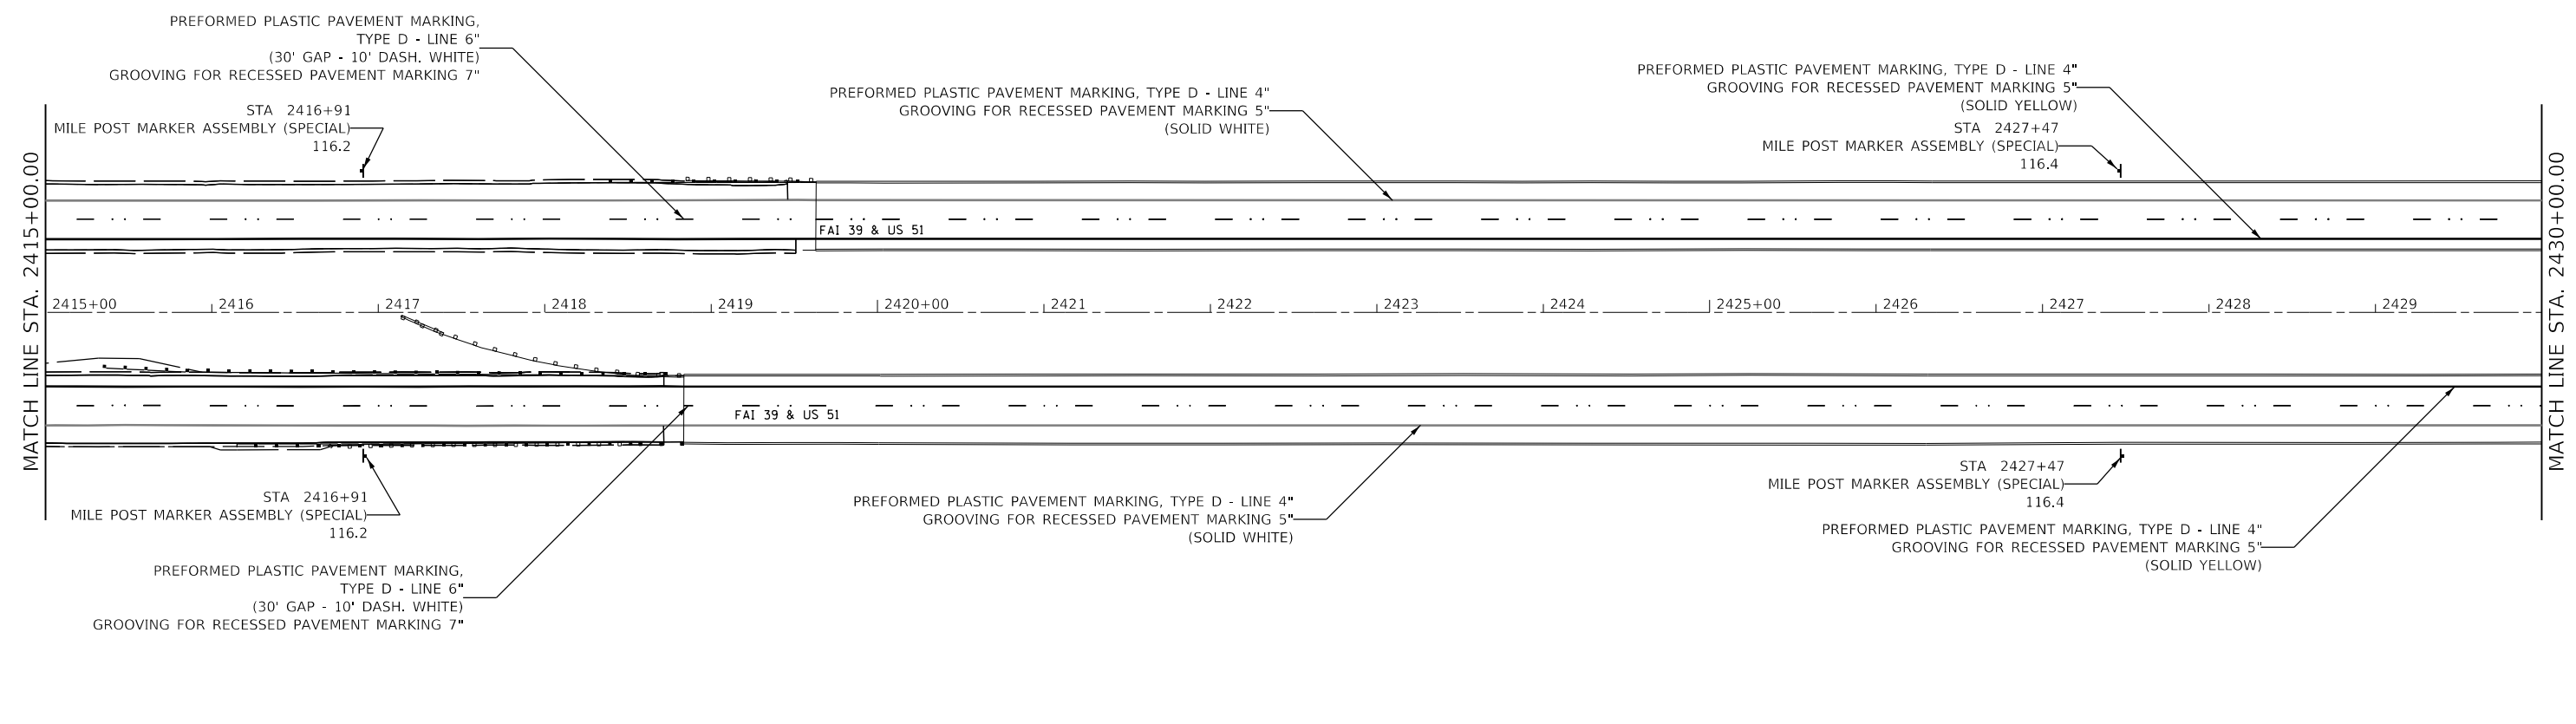 PREFORMED PLASTIC PAVEMENT MARKING,
TYPE D - LINE 6"
(30' GAP - 10' DASH. WHITE)
GROOVING FOR RECESSED PAVEMENT MARKING 7"
STA 2416+91
MILE POST MARKER ASSEMBLY (SPECIAL)
116.2
PREFORMED PLASTIC PAVEMENT MARKING, TYPE D - LINE 4"
GROOVING FOR RECESSED PAVEMENT MARKING 5"
(SOLID WHITE)
PREFORMED PLASTIC PAVEMENT MARKING, TYPE D - LINE 4"
GROOVING FOR RECESSED PAVEMENT MARKING 5"
(SOLID YELLOW)
STA 2427+47
MILE POST MARKER ASSEMBLY (SPECIAL)
116.4
MATCH LINE STA. 2415+00.00
MATCH LINE STA. 2430+00.00
FAI 39 & US 51
2415+00 2416 2417 2418 2419 2420+00 2421 2422 2423 2424 2425+00 2426 2427 2428 2429
FAI 39 & US 51
STA 2416+91
MILE POST MARKER ASSEMBLY (SPECIAL)
116.2
PREFORMED PLASTIC PAVEMENT MARKING,
TYPE D - LINE 6"
(30' GAP - 10' DASH. WHITE)
GROOVING FOR RECESSED PAVEMENT MARKING 7"
PREFORMED PLASTIC PAVEMENT MARKING, TYPE D - LINE 4"
GROOVING FOR RECESSED PAVEMENT MARKING 5"
(SOLID WHITE)
STA 2427+47
MILE POST MARKER ASSEMBLY (SPECIAL)
116.4
PREFORMED PLASTIC PAVEMENT MARKING, TYPE D - LINE 4"
GROOVING FOR RECESSED PAVEMENT MARKING 5"
(SOLID YELLOW)